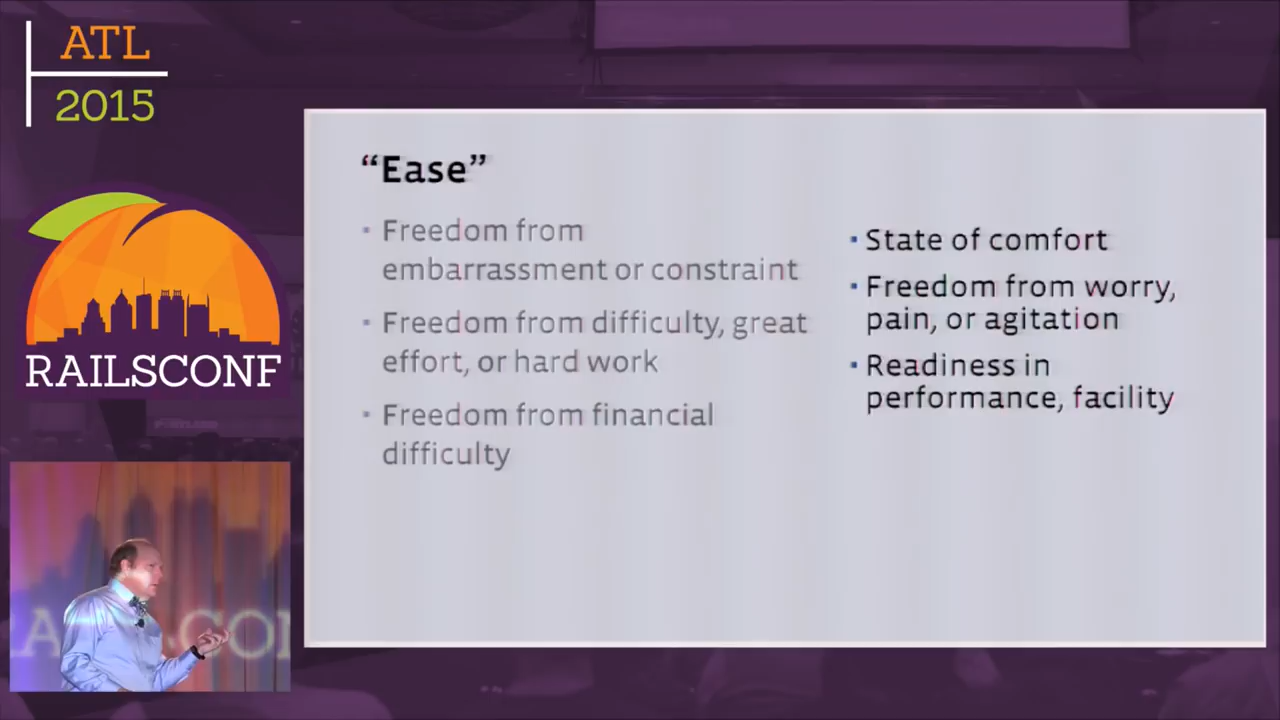 ATL
2015
RAILSCONF
“Ease”
▪ Freedom from
embarrassment or constraint
▪ Freedom from difficulty, great
effort, or hard work
▪ Freedom from financial
difficulty
▪ State of comfort
▪ Freedom from worry,
pain, or agitation
▪ Readiness in
performance, facility
RAILSCON